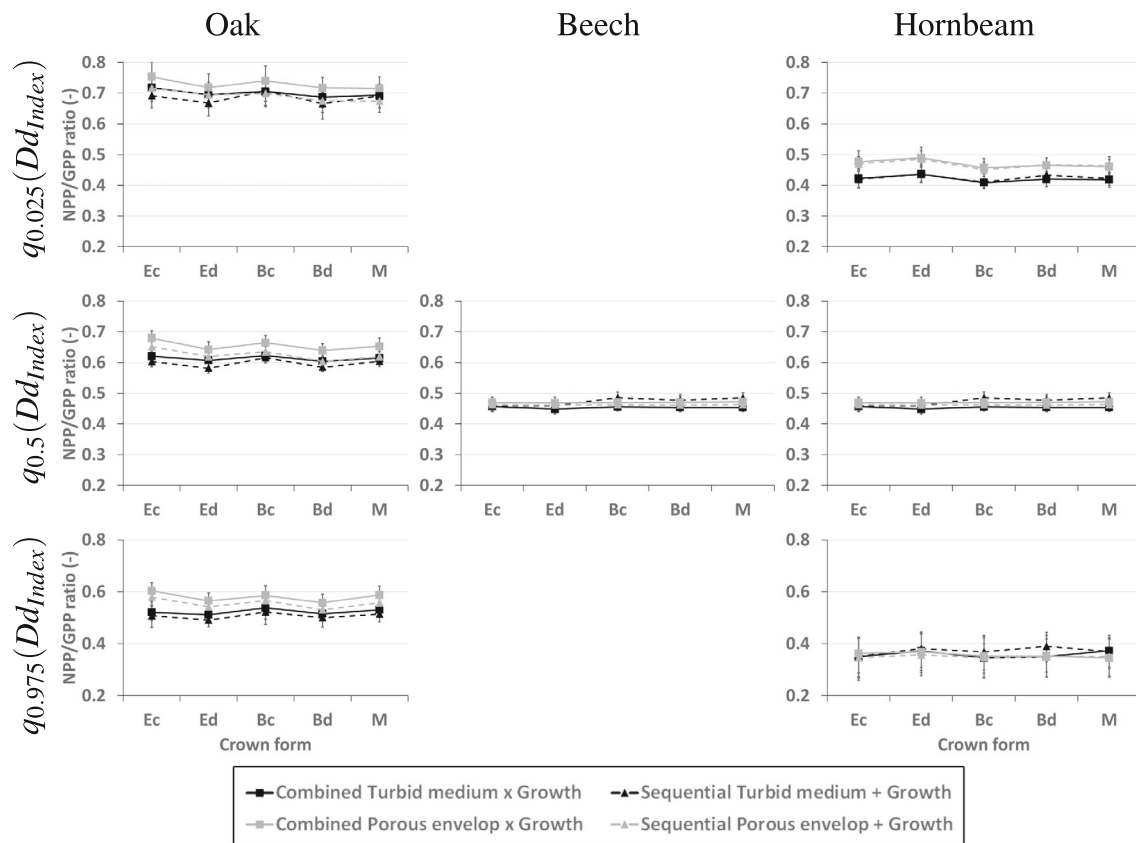 Oak Beech Hornbeam
q0.025(DdIndex)
NPP/GPP ratio (-)
0.8
0.7
0.6
0.5
0.4
0.3
0.2
Ec Ed Bc Bd M
0.8
0.7
0.6
0.5
0.4
0.3
0.2
Ec Ed Bc Bd M
q0.5(DdIndex)
NPP/GPP ratio (-)
0.8
0.7
0.6
0.5
0.4
0.3
0.2
Ec Ed Bc Bd M
0.8
0.7
0.6
0.5
0.4
0.3
0.2
Ec Ed Bc Bd M
0.8
0.7
0.6
0.5
0.4
0.3
0.2
Ec Ed Bc Bd M
q0.975(DdIndex)
NPP/GPP ratio (-)
0.8
0.6
0.4
0.2
Ec Ed Bc Bd M
Crown form
0.8
0.6
0.4
0.2
Ec Ed Bc Bd M
Crown form
Combined Turbid medium x Growth
Sequential Turbid medium + Growth
Combined Porous envelop x Growth
Sequential Porous envelop + Growth